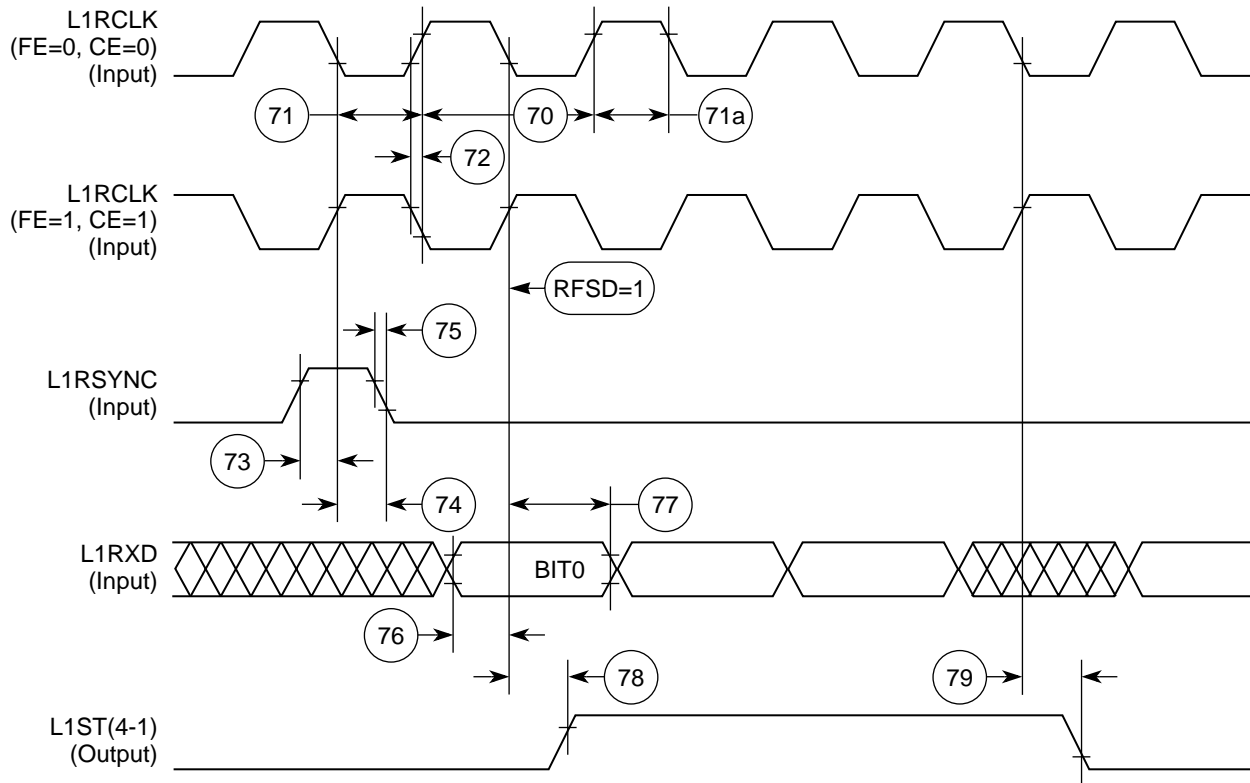 L1RCLK
(FE=0, CE=0)
(Input)
71
70
71a
72
L1RCLK
(FE=1, CE=1)
(Input)
RFSD=1
75
L1RSYNC
(Input)
73
74
77
L1RXD
(Input)
BIT0
76
78
79
L1ST(4-1)
(Output)